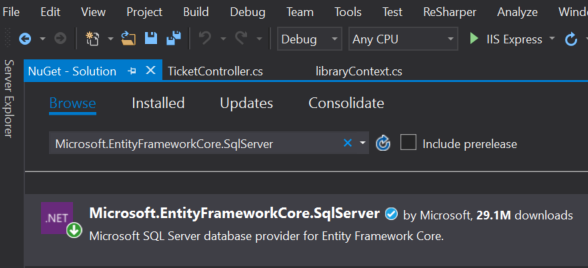 File Edit View Project Build Debug Team Tools Test ReSharper Analyze Wind
Debug Any CPU IIS Express
NuGet - Solution TicketController.cs libraryContext.cs
Server Explorer
Browse Installed Updates Consolidate
Microsoft.EntityFrameworkCore.SqlServer Include prerelease
.NET Microsoft.EntityFrameworkCore.SqlServer by Microsoft, 29.1M downloads
Microsoft SQL Server database provider for Entity Framework Core.